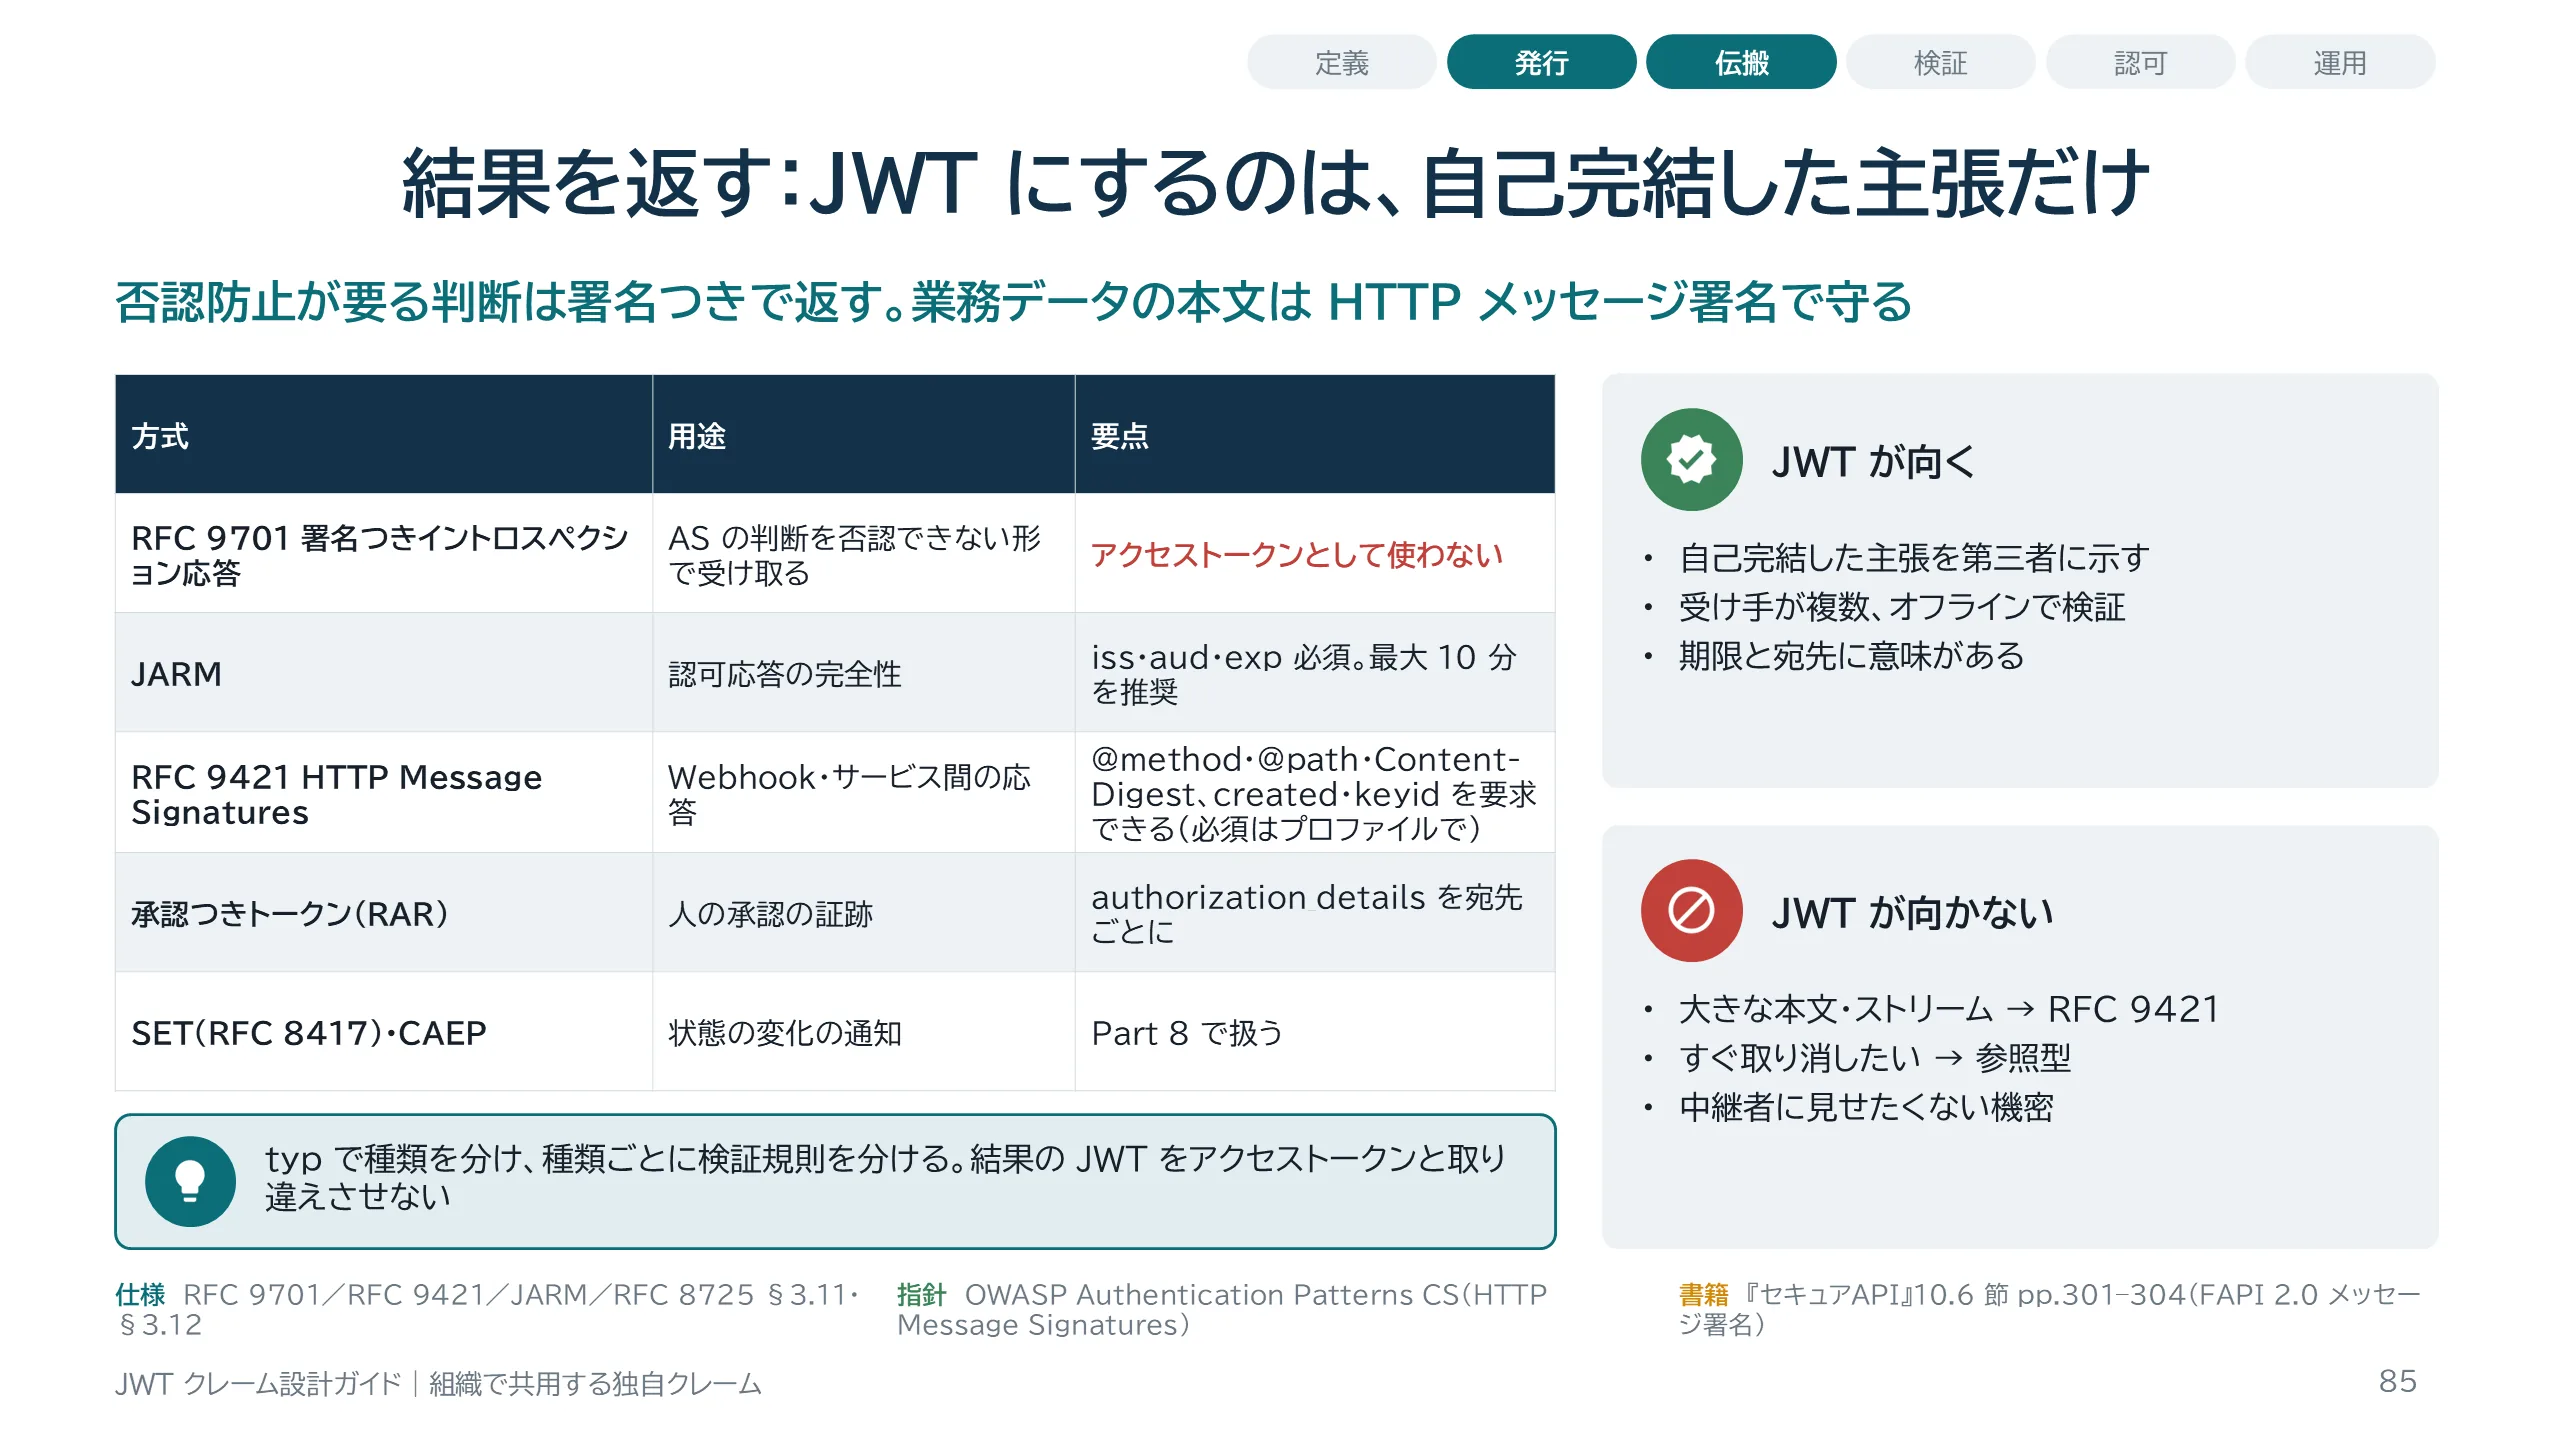 定義
発行
伝搬
検証
認可
運用
結果を返す：JWT にするのは、自己完結した主張だけ
否認防止が要る判断は署名つきで返す。業務データの本文は HTTP メッセージ署名で守る
方式
用途
要点
RFC 9701 署名つきイントロスペクシ
ョン応答
AS の判断を否認できない形
で受け取る
アクセストークンとして使わない
JARM
認可応答の完全性
iss・aud・exp 必須。最大 10 分
を推奨
RFC 9421 HTTP Message
Signatures
Webhook・サービス間の応
答
@method・@path・Content-
Digest、created・keyid を要求
できる（必須はプロファイルで）
承認つきトークン（RAR）
人の承認の証跡
authorization_details を宛先
ごとに
SET（RFC 8417）・CAEP
状態の変化の通知
Part 8 で扱う
typ で種類を分け、種類ごとに検証規則を分ける。結果の JWT をアクセストークンと取り
違えさせない
JWT が向く
• 自己完結した主張を第三者に示す
• 受け手が複数、オフラインで検証
• 期限と宛先に意味がある
JWT が向かない
• 大きな本文・ストリーム → RFC 9421
• すぐ取り消したい → 参照型
• 中継者に見せたくない機密
仕様 RFC 9701／RFC 9421／JARM／RFC 8725 §3.11・
§3.12
指針 OWASP Authentication Patterns CS（HTTP
Message Signatures）
書籍 『セキュアAPI』10.6 節 pp.301–304（FAPI 2.0 メッセー
ジ署名）
JWT クレーム設計ガイド｜組織で共用する独自クレーム
85